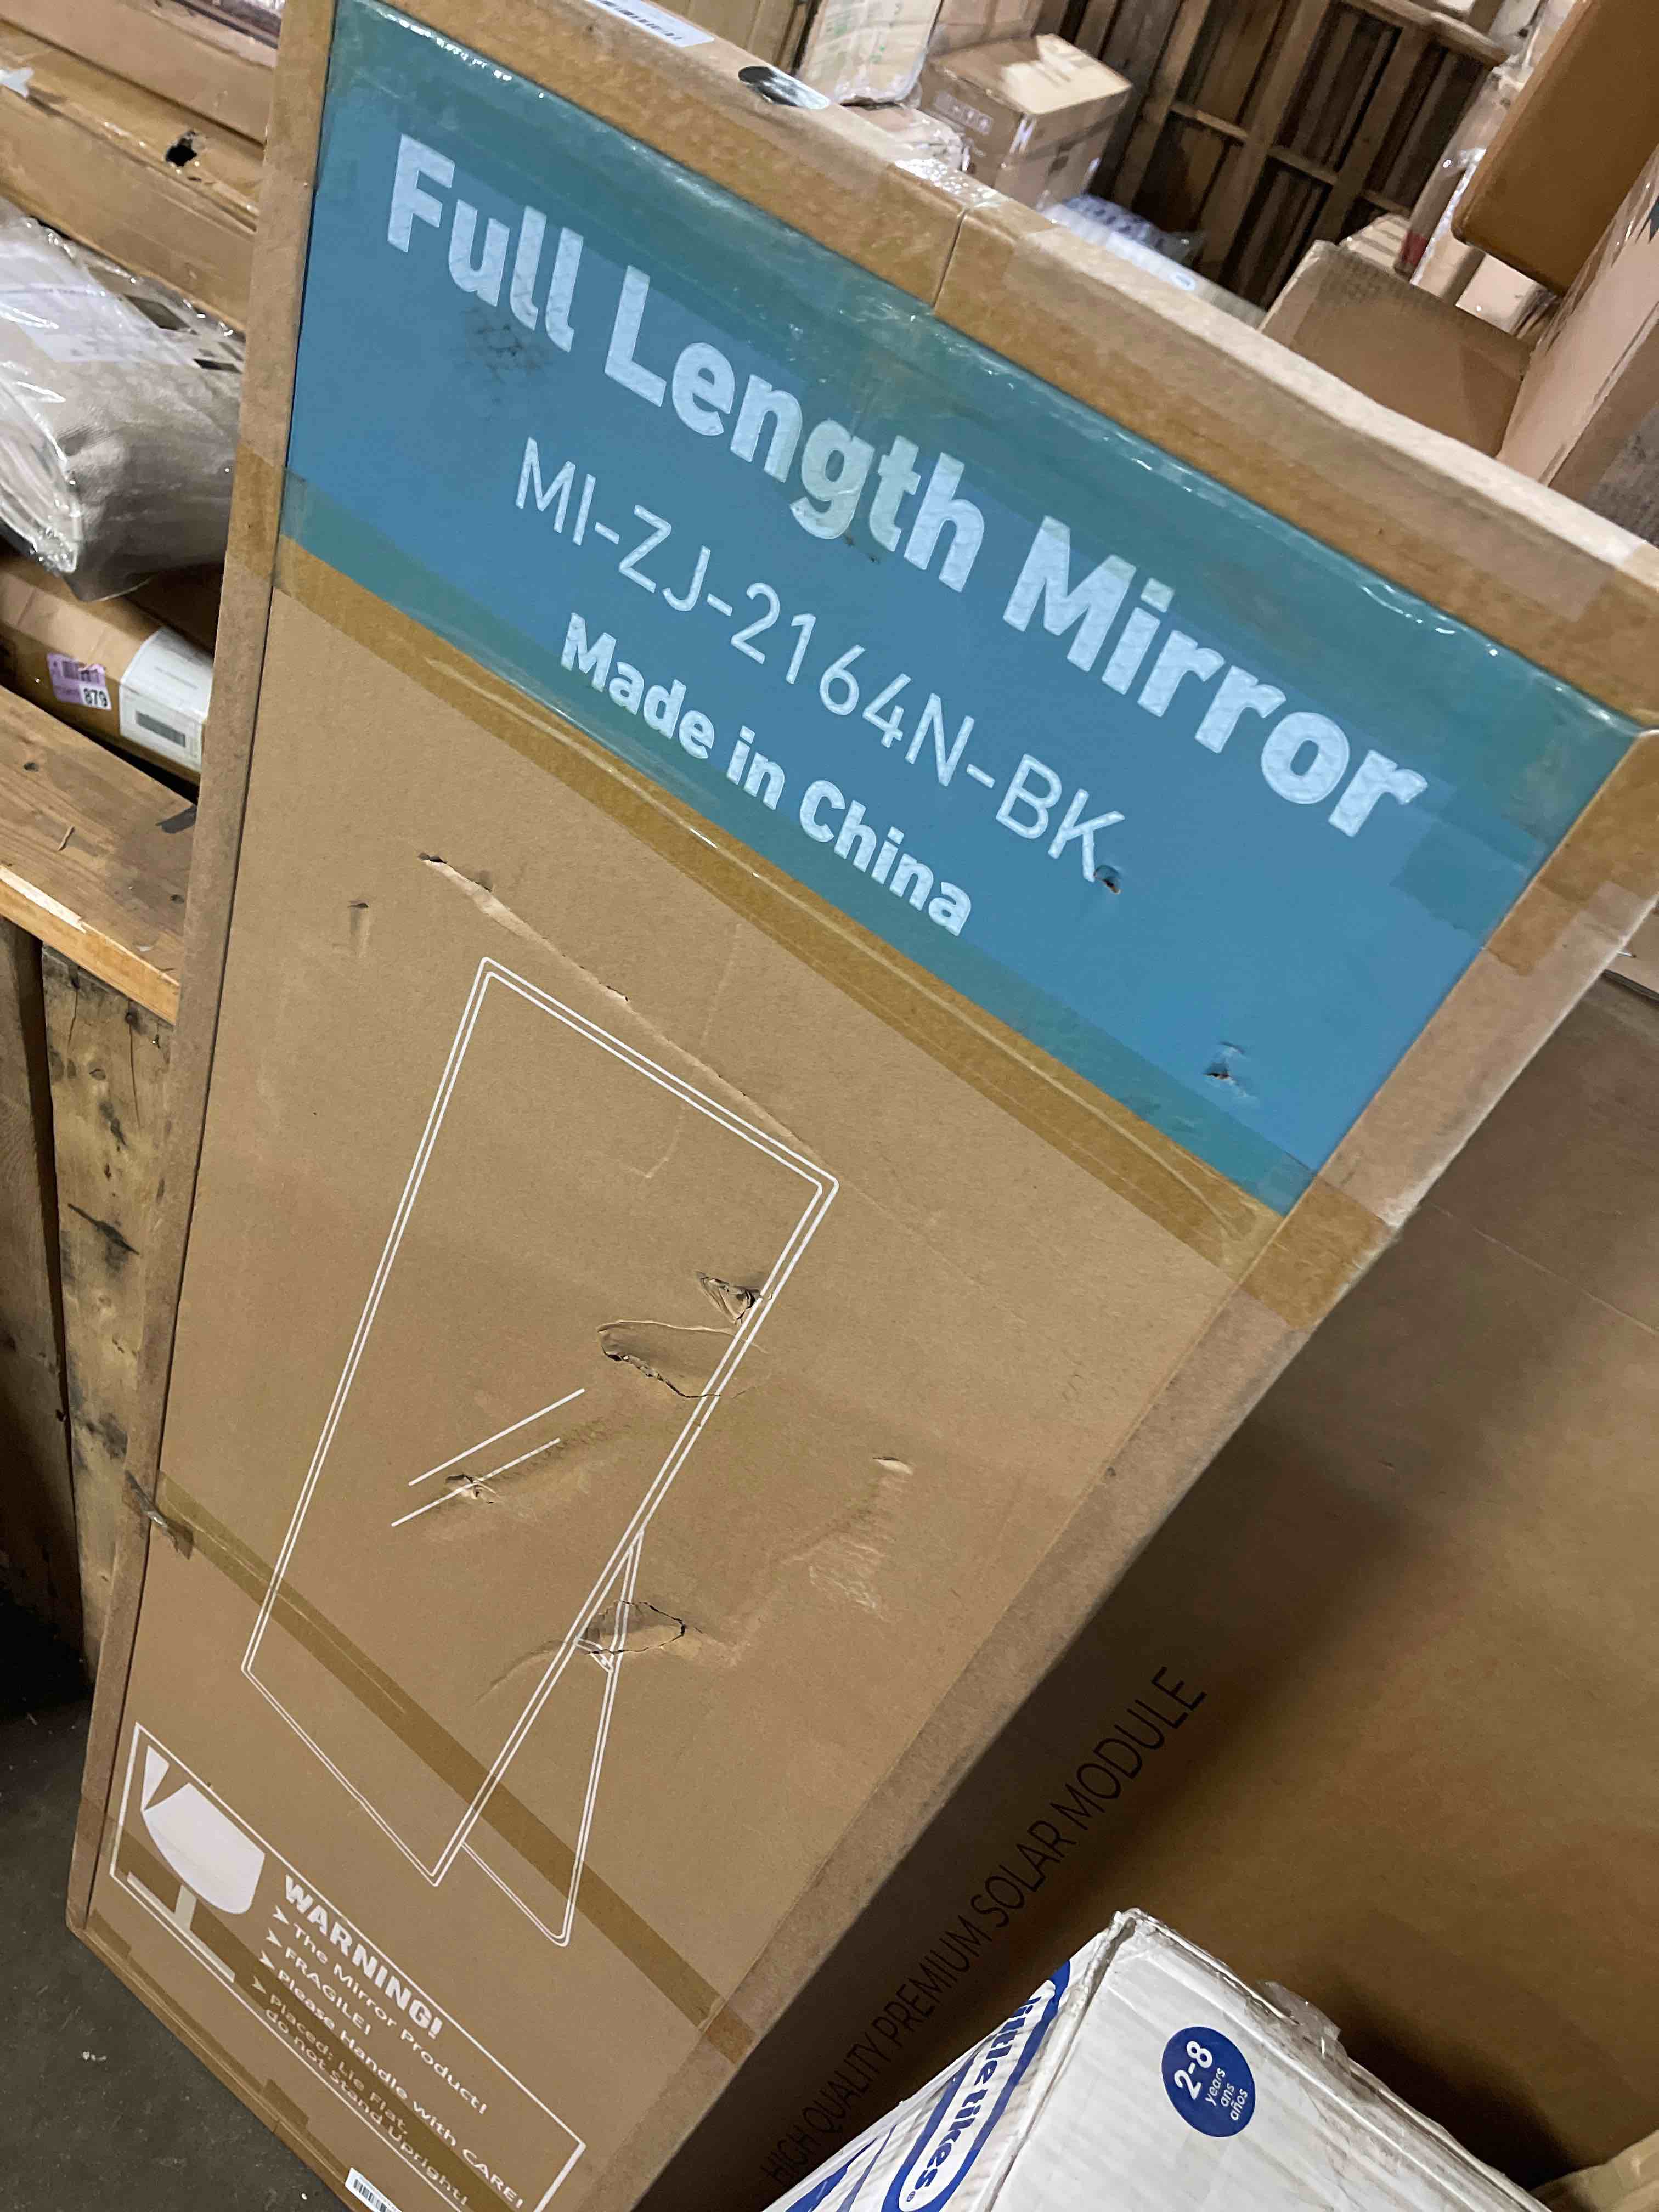 Full Length Mirror
MI-ZJ-2164N-BK
Made in China
WARNING!
➤ The Mirror Product!
➤ FRAGILE!
➤ Please Handle with CARE!
➤ Placed: Lie Flat,
do not stand Upright!
HIGH QUALITY PREMIUM SOLAR MODULE
little tikes®
2-8
years
ans
años
879